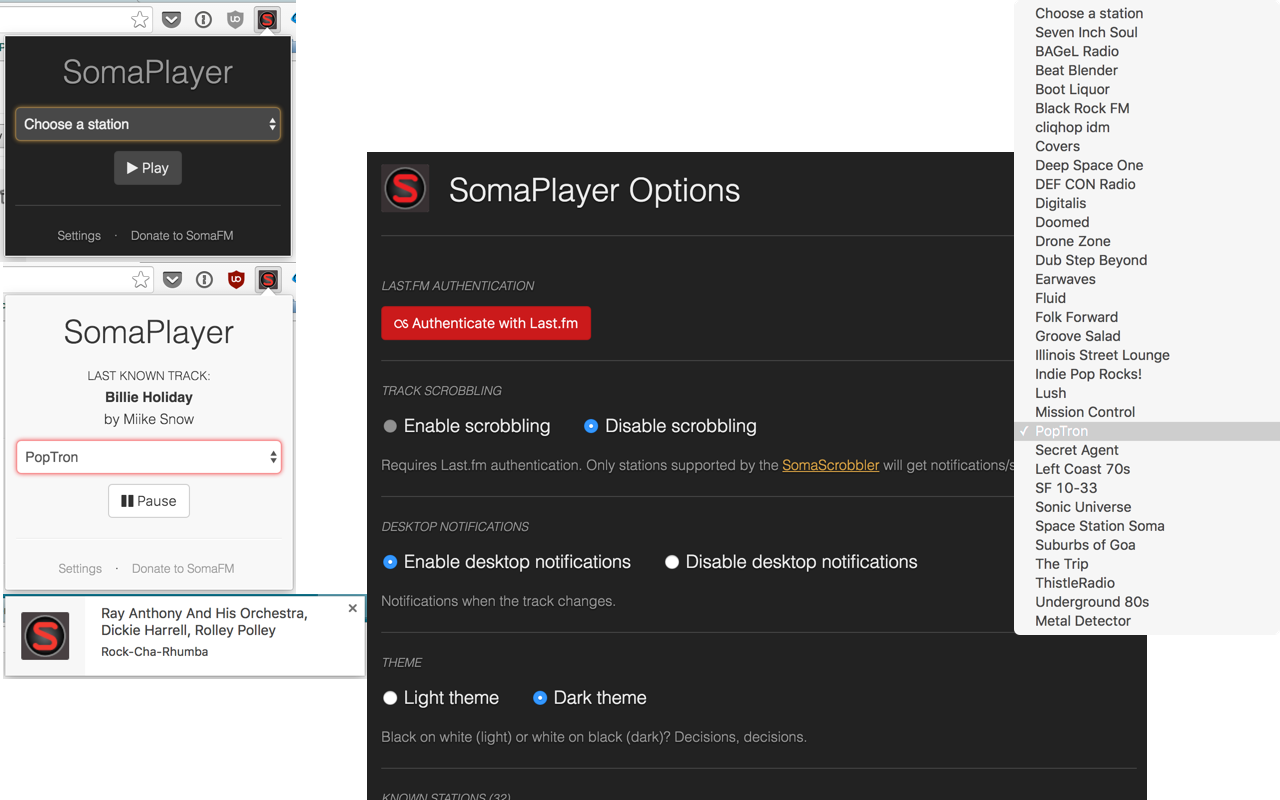 SomaPlayer
Choose a station
Play
Settings · Donate to SomaFM
SomaPlayer
LAST KNOWN TRACK:
Billie Holiday
by Miike Snow
PopTron
Pause
Settings · Donate to SomaFM
Ray Anthony And His Orchestra,
Dickie Harrell, Rolley Polley
Rock-Cha-Rhumba
SomaPlayer Options
LAST.FM AUTHENTICATION
Authenticate with Last.fm
TRACK SCROBBLING
Enable scrobbling Disable scrobbling
Requires Last.fm authentication. Only stations supported by the SomaScrobbler will get notifications/s
DESKTOP NOTIFICATIONS
Enable desktop notifications Disable desktop notifications
Notifications when the track changes.
THEME
Light theme Dark theme
Black on white (light) or white on black (dark)? Decisions, decisions.
KNOWN STATIONS (32)
Choose a station
Seven Inch Soul
BAGeL Radio
Beat Blender
Boot Liquor
Black Rock FM
cliqhop idm
Covers
Deep Space One
DEF CON Radio
Digitalis
Doomed
Drone Zone
Dub Step Beyond
Earwaves
Fluid
Folk Forward
Groove Salad
Illinois Street Lounge
Indie Pop Rocks!
Lush
Mission Control
✓ PopTron
Secret Agent
Left Coast 70s
SF 10-33
Sonic Universe
Space Station Soma
Suburbs of Goa
The Trip
ThistleRadio
Underground 80s
Metal Detector